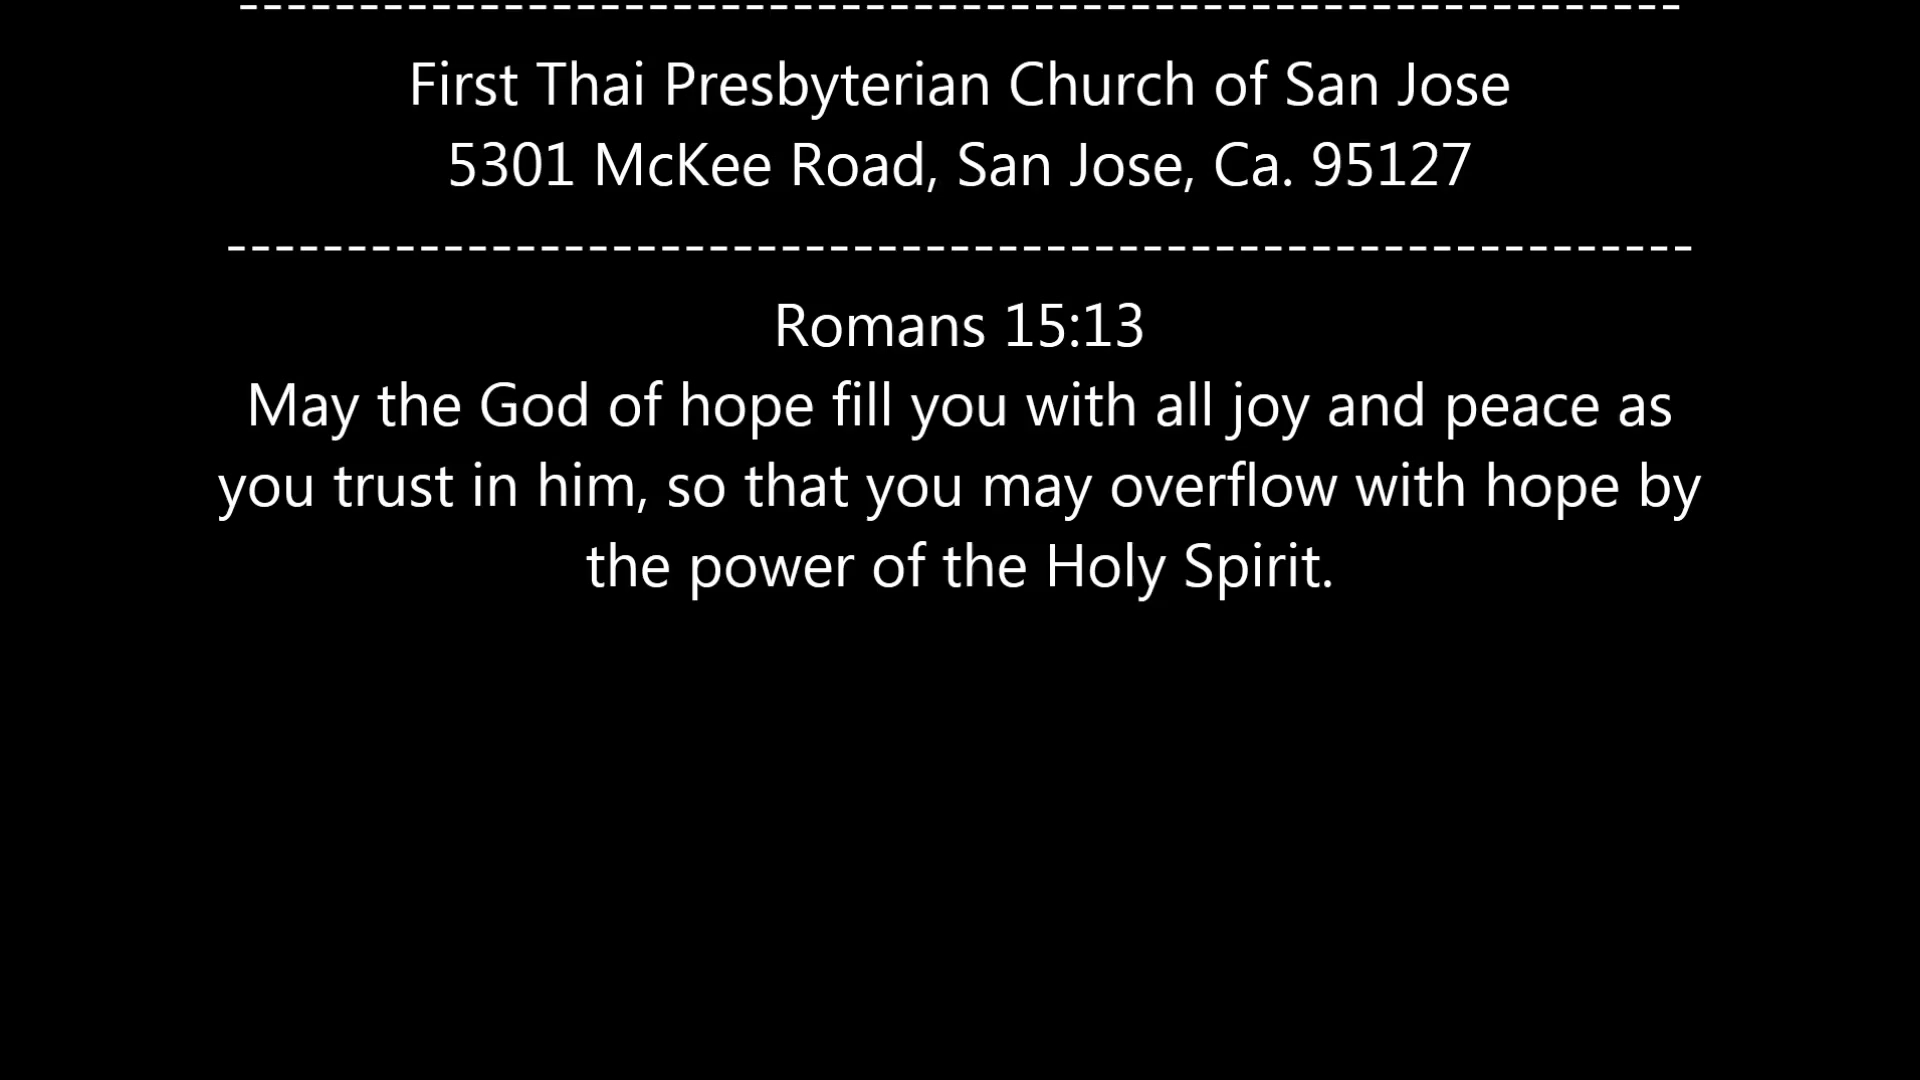 ------------------------------------------------------------
First Thai Presbyterian Church of San Jose
5301 McKee Road, San Jose, Ca. 95127
-------------------------------------------------------------
Romans 15:13
May the God of hope fill you with all joy and peace as
you trust in him, so that you may overflow with hope by
the power of the Holy Spirit.